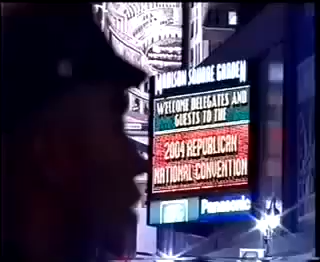 MADISON SQUARE GARDEN
WELCOME DELEGATES AND
GUESTS TO THE
2004 REPUBLICAN
NATIONAL CONVENTION
Panasonic